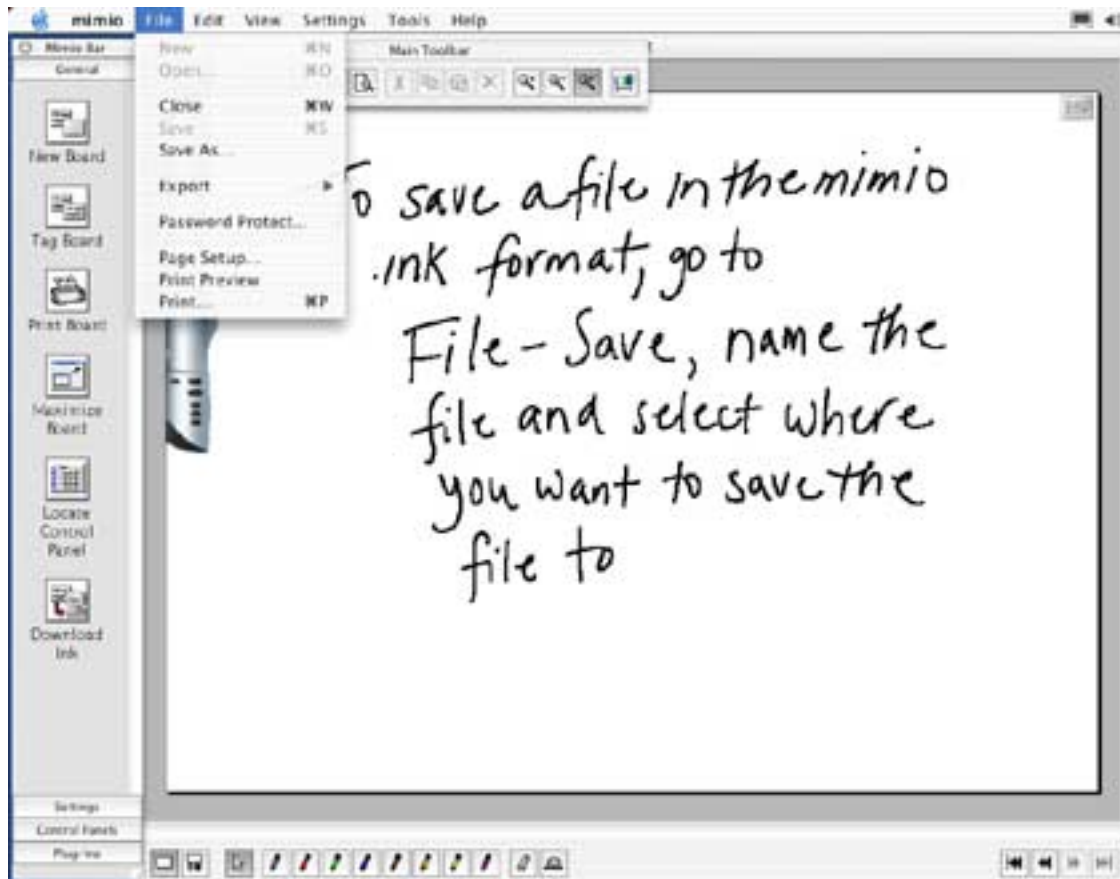 mimio File Edit View Settings Tools Help
Mimio Bar
Main Toolbar
General
New ⌘N
Open... ⌘O
Close ⌘W
Save ⌘S
Save As...
Export
Password Protect...
Page Setup...
Print Preview
Print... ⌘P
New Board
Tag Board
Print Board
Maximize
Board
Locate
Control
Panel
Download
Ink
To save a file in the mimio
.ink format, go to
File - Save, name the
file and select where
you want to save the
file to
Settings
Control Panels
Plug-Ins